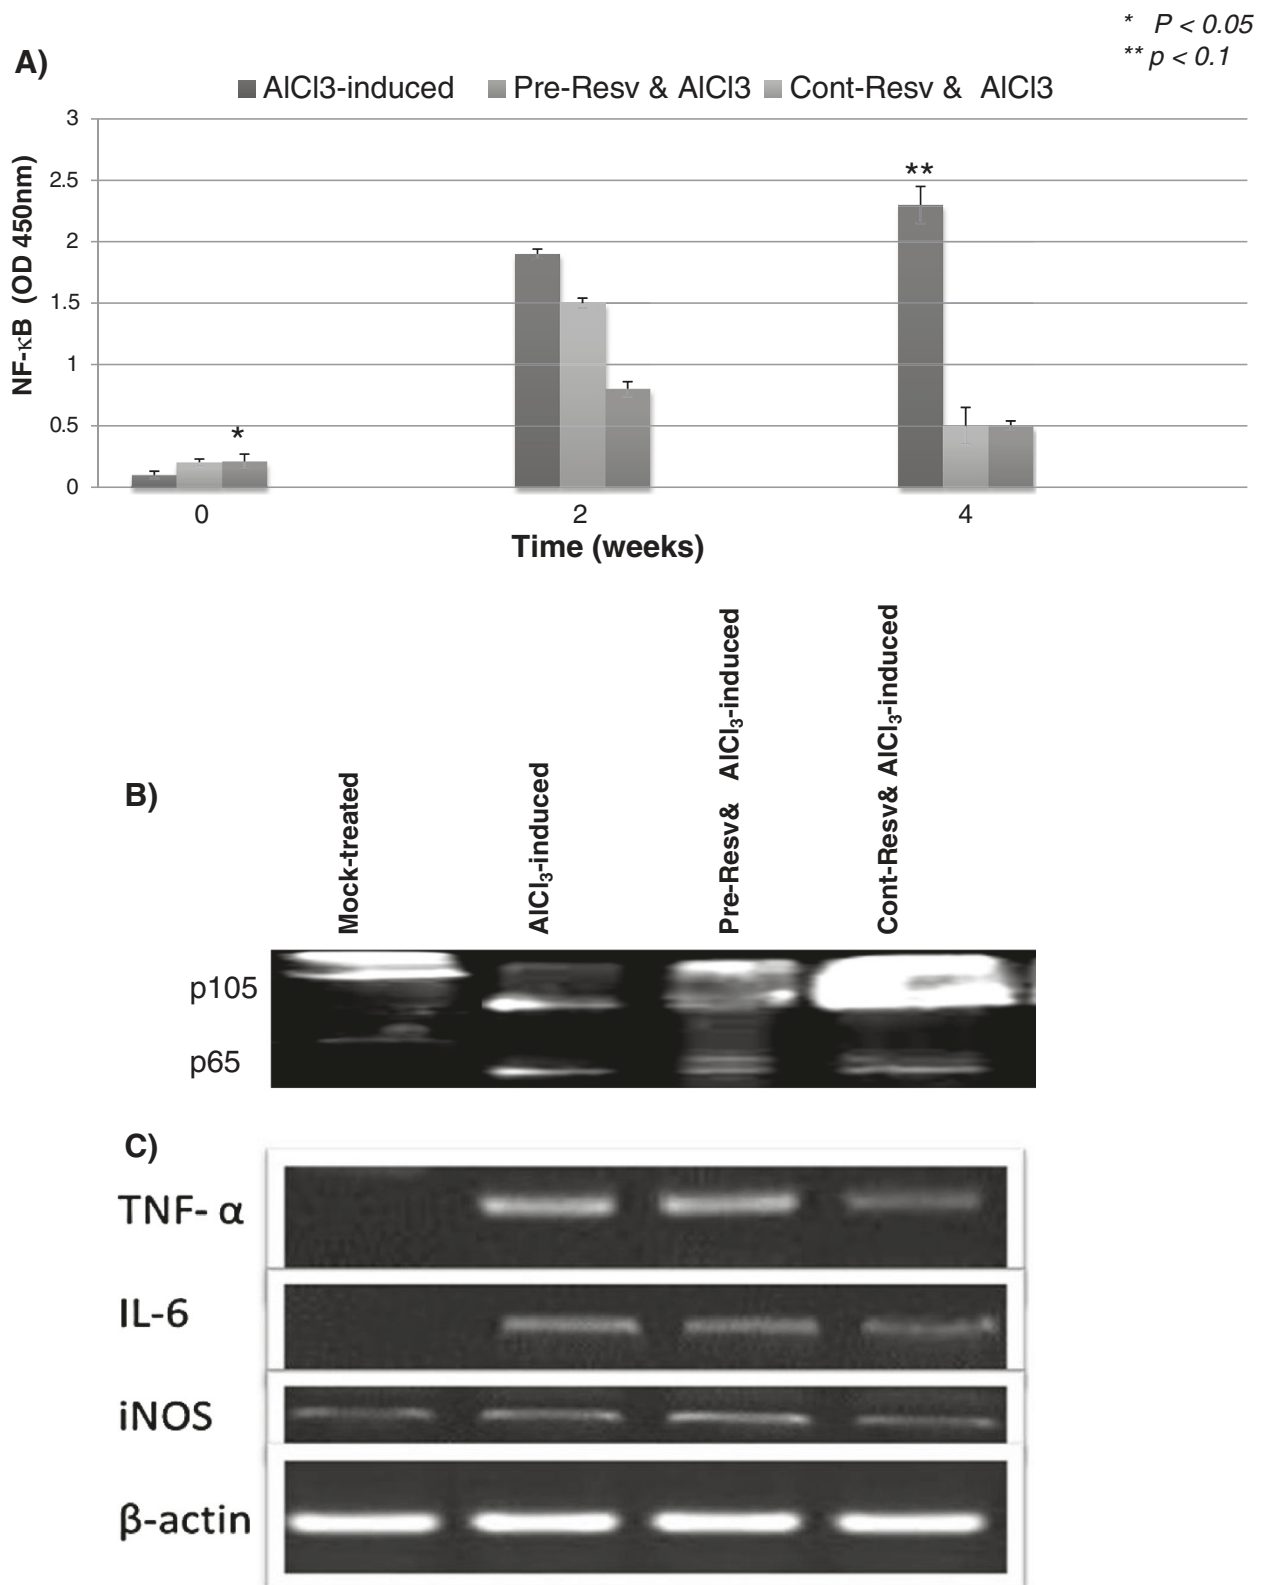 * P < 0.05
** p < 0.1
A)
AlCl3-induced Pre-Resv & AlCl3 Cont-Resv & AlCl3
NF-κB (OD 450nm)
3
2.5
2
1.5
1
0.5
0
*
**
0 2 4
Time (weeks)
B)
Mock-treated
AlCl₃-induced
Pre-Resv& AlCl₃-induced
Cont-Resv& AlCl₃-induced
p105
p65
C)
TNF- α
IL-6
iNOS
β-actin